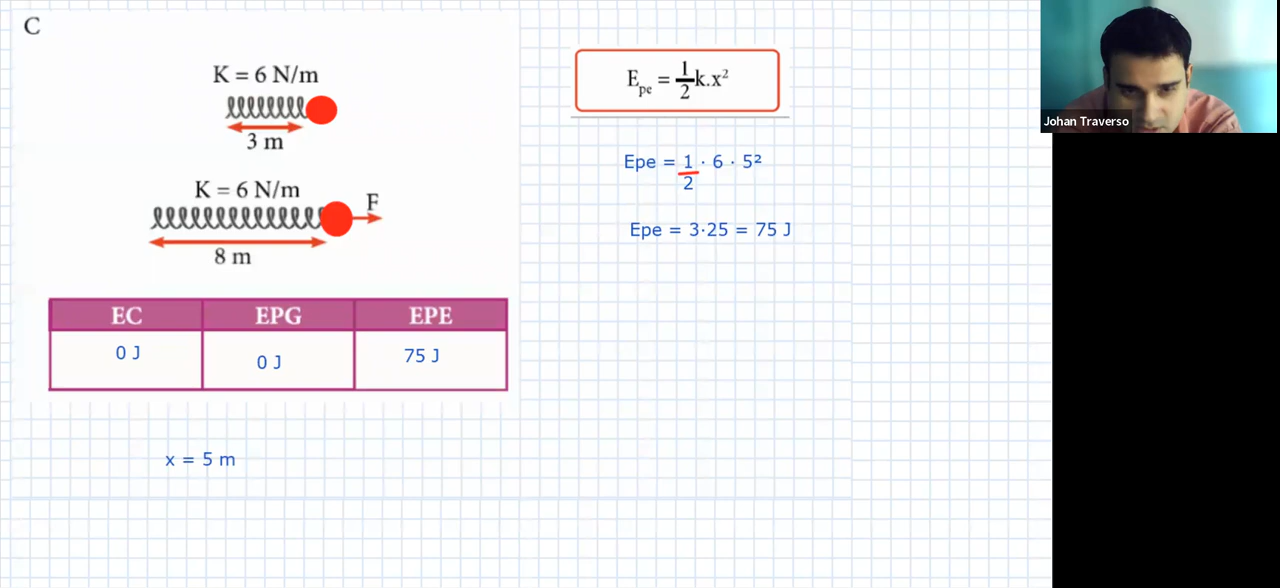 C
K = 6 N/m
3 m
K = 6 N/m
F
8 m
EC EPG EPE
0 J 0 J 75 J
x = 5 m
E_pe = 1/2 k.x²
Epe = 1/2 · 6 · 5²
Epe = 3·25 = 75 J
Johan Traverso